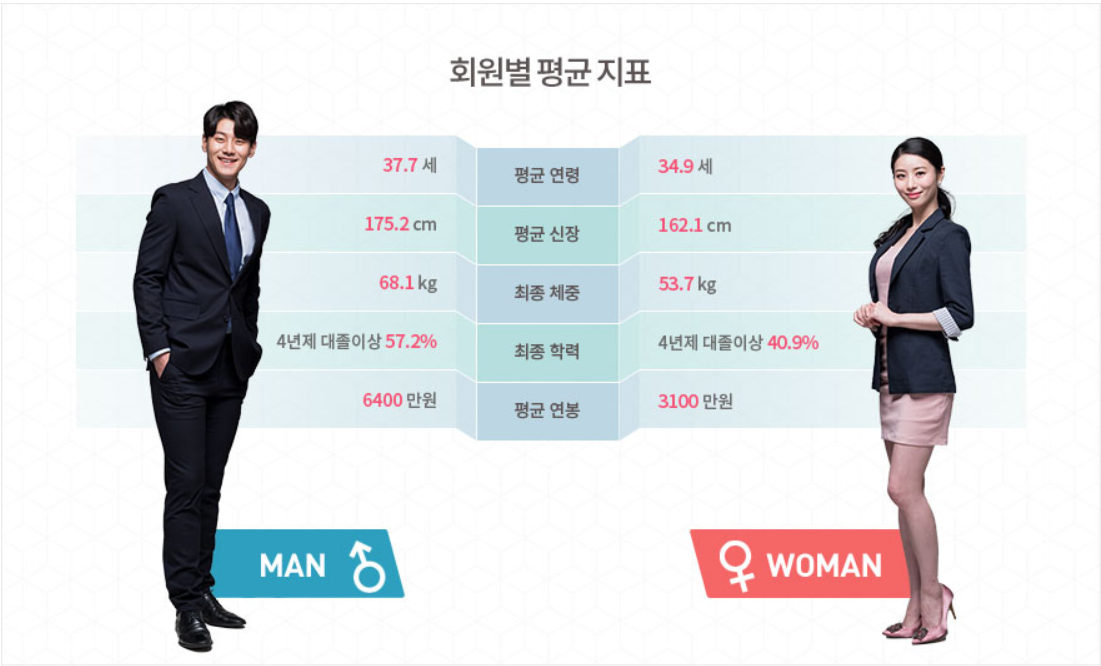 회원별 평균 지표
37.7 세 평균 연령 34.9 세
175.2 cm 평균 신장 162.1 cm
68.1 kg 최종 체중 53.7 kg
4년제 대졸이상 57.2% 최종 학력 4년제 대졸이상 40.9%
6400 만원 평균 연봉 3100 만원
MAN WOMAN